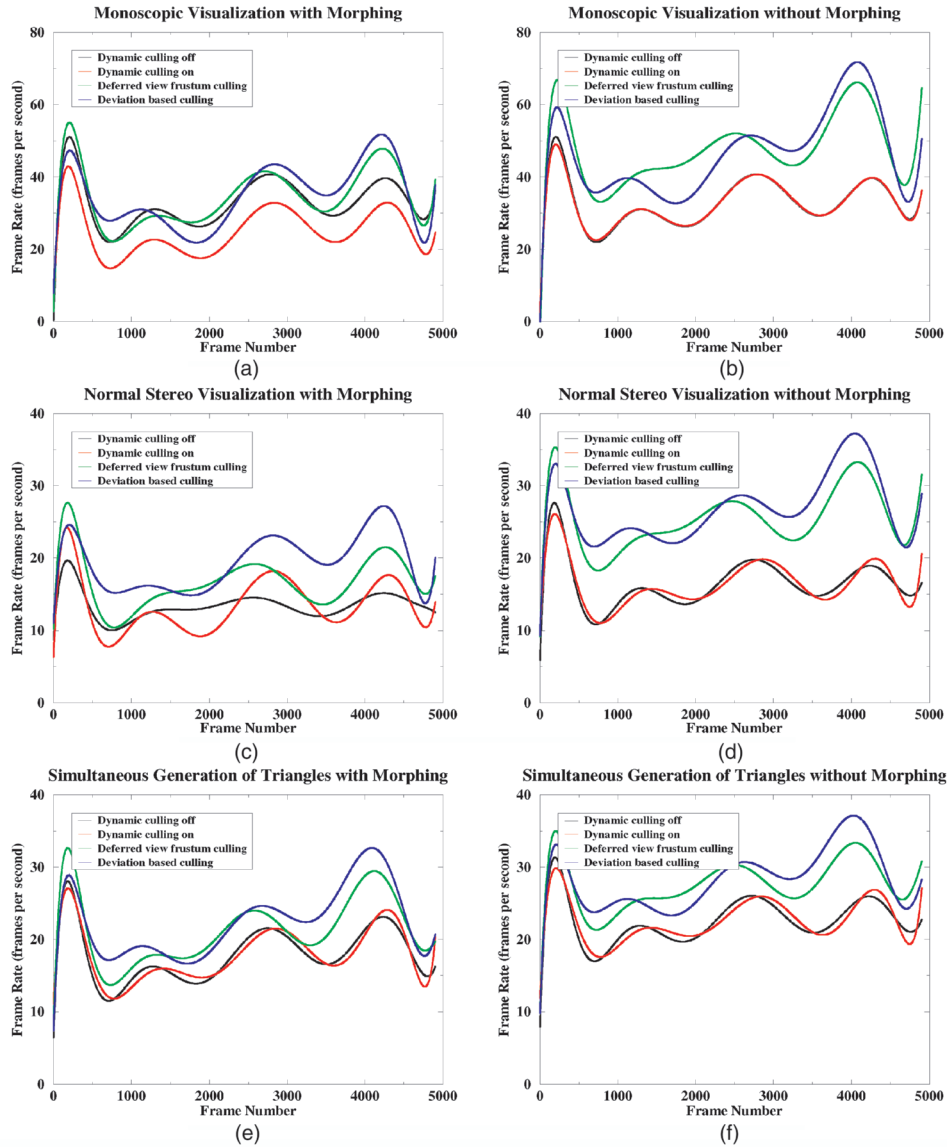 Monoscopic Visualization with Morphing
Monoscopic Visualization without Morphing
80
60
40
20
0
Frame Rate (frames per second)
Dynamic culling off
Dynamic culling on
Deferred view frustum culling
Deviation based culling
0 1000 2000 3000 4000 5000
Frame Number
(a)
80
60
40
20
0
Frame Rate (frames per second)
Dynamic culling off
Dynamic culling on
Deferred view frustum culling
Deviation based culling
0 1000 2000 3000 4000 5000
Frame Number
(b)
Normal Stereo Visualization with Morphing
Normal Stereo Visualization without Morphing
40
30
20
10
0
Frame Rate (frames per second)
Dynamic culling off
Dynamic culling on
Deferred view frustum culling
Deviation based culling
0 1000 2000 3000 4000 5000
Frame Number
(c)
40
30
20
10
0
Frame Rate (frames per second)
Dynamic culling off
Dynamic culling on
Deferred view frustum culling
Deviation based culling
0 1000 2000 3000 4000 5000
Frame Number
(d)
Simultaneous Generation of Triangles with Morphing
Simultaneous Generation of Triangles without Morphing
40
30
20
10
0
Frame Rate (frames per second)
Dynamic culling off
Dynamic culling on
Deferred view frustum culling
Deviation based culling
0 1000 2000 3000 4000 5000
Frame Number
(e)
40
30
20
10
0
Frame Rate (frames per second)
Dynamic culling off
Dynamic culling on
Deferred view frustum culling
Deviation based culling
0 1000 2000 3000 4000 5000
Frame Number
(f)